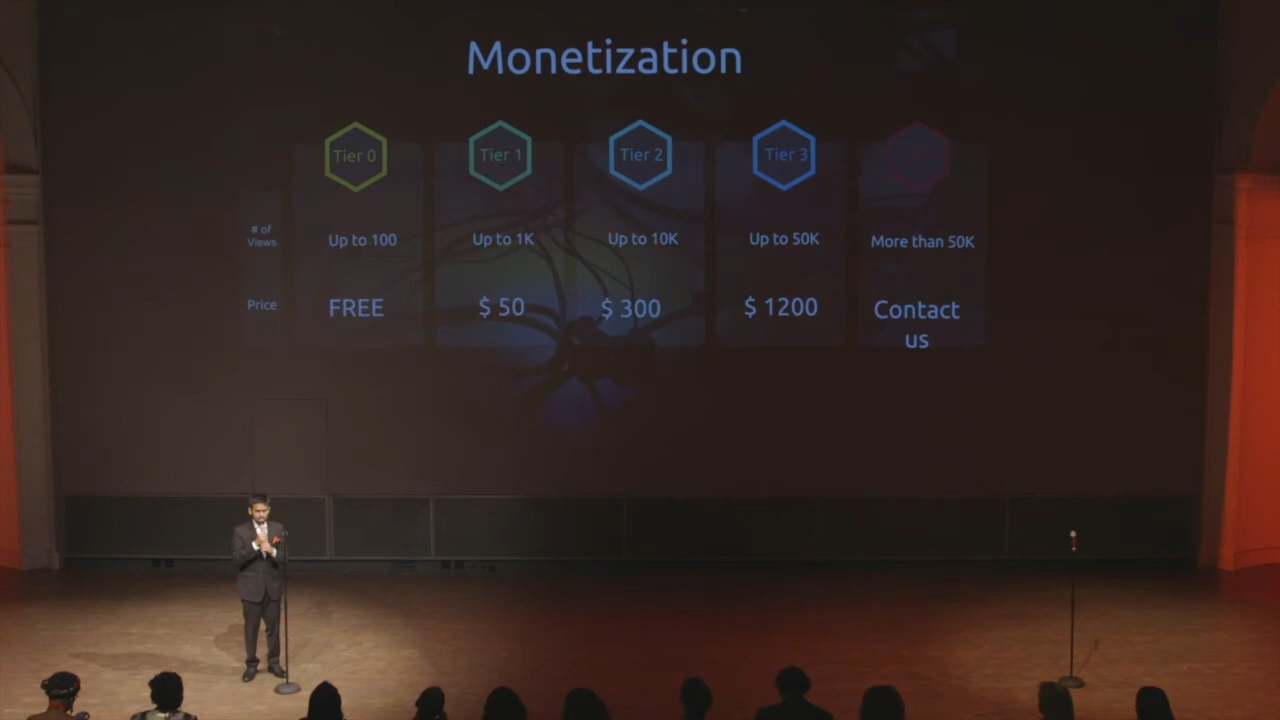 Monetization
Tier 0
Tier 1
Tier 2
Tier 3
# of
Views
Up to 100
Up to 1K
Up to 10K
Up to 50K
More than 50K
Price
FREE
$ 50
$ 300
$ 1200
Contact
us